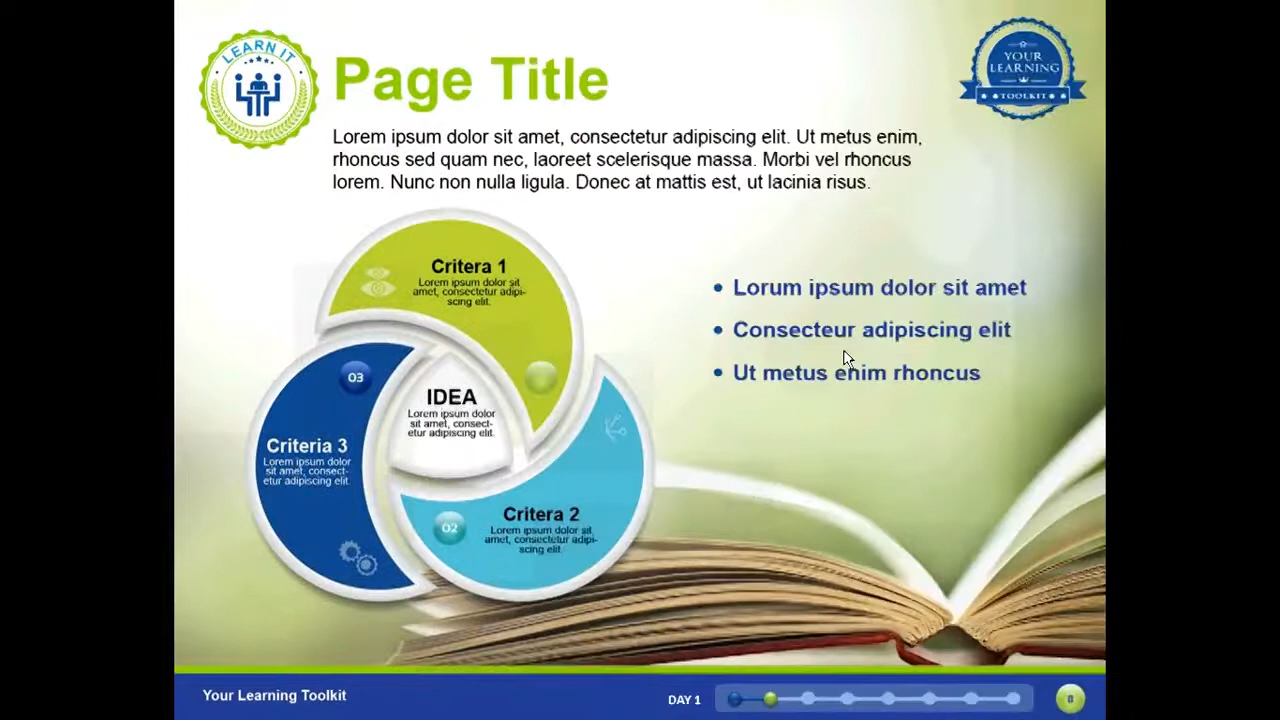 LEARN IT
Page Title
YOUR
LEARNING
TOOLKIT
Lorem ipsum dolor sit amet, consectetur adipiscing elit. Ut metus enim,
rhoncus sed quam nec, laoreet scelerisque massa. Morbi vel rhoncus
lorem. Nunc non nulla ligula. Donec at mattis est, ut lacinia risus.
Critera 1
Lorem ipsum dolor sit
amet, consectetur adipi-
scing elit.
03
IDEA
Lorem ipsum dolor
sit amet, consect-
etur adipiscing elit.
Criteria 3
Lorem ipsum dolor
sit amet, consect-
etur adipiscing elit.
02
Critera 2
Lorem ipsum dolor sit
amet, consectetur adipi-
scing elit.
Lorum ipsum dolor sit amet
Consecteur adipiscing elit
Ut metus enim rhoncus
Your Learning Toolkit
DAY 1
8